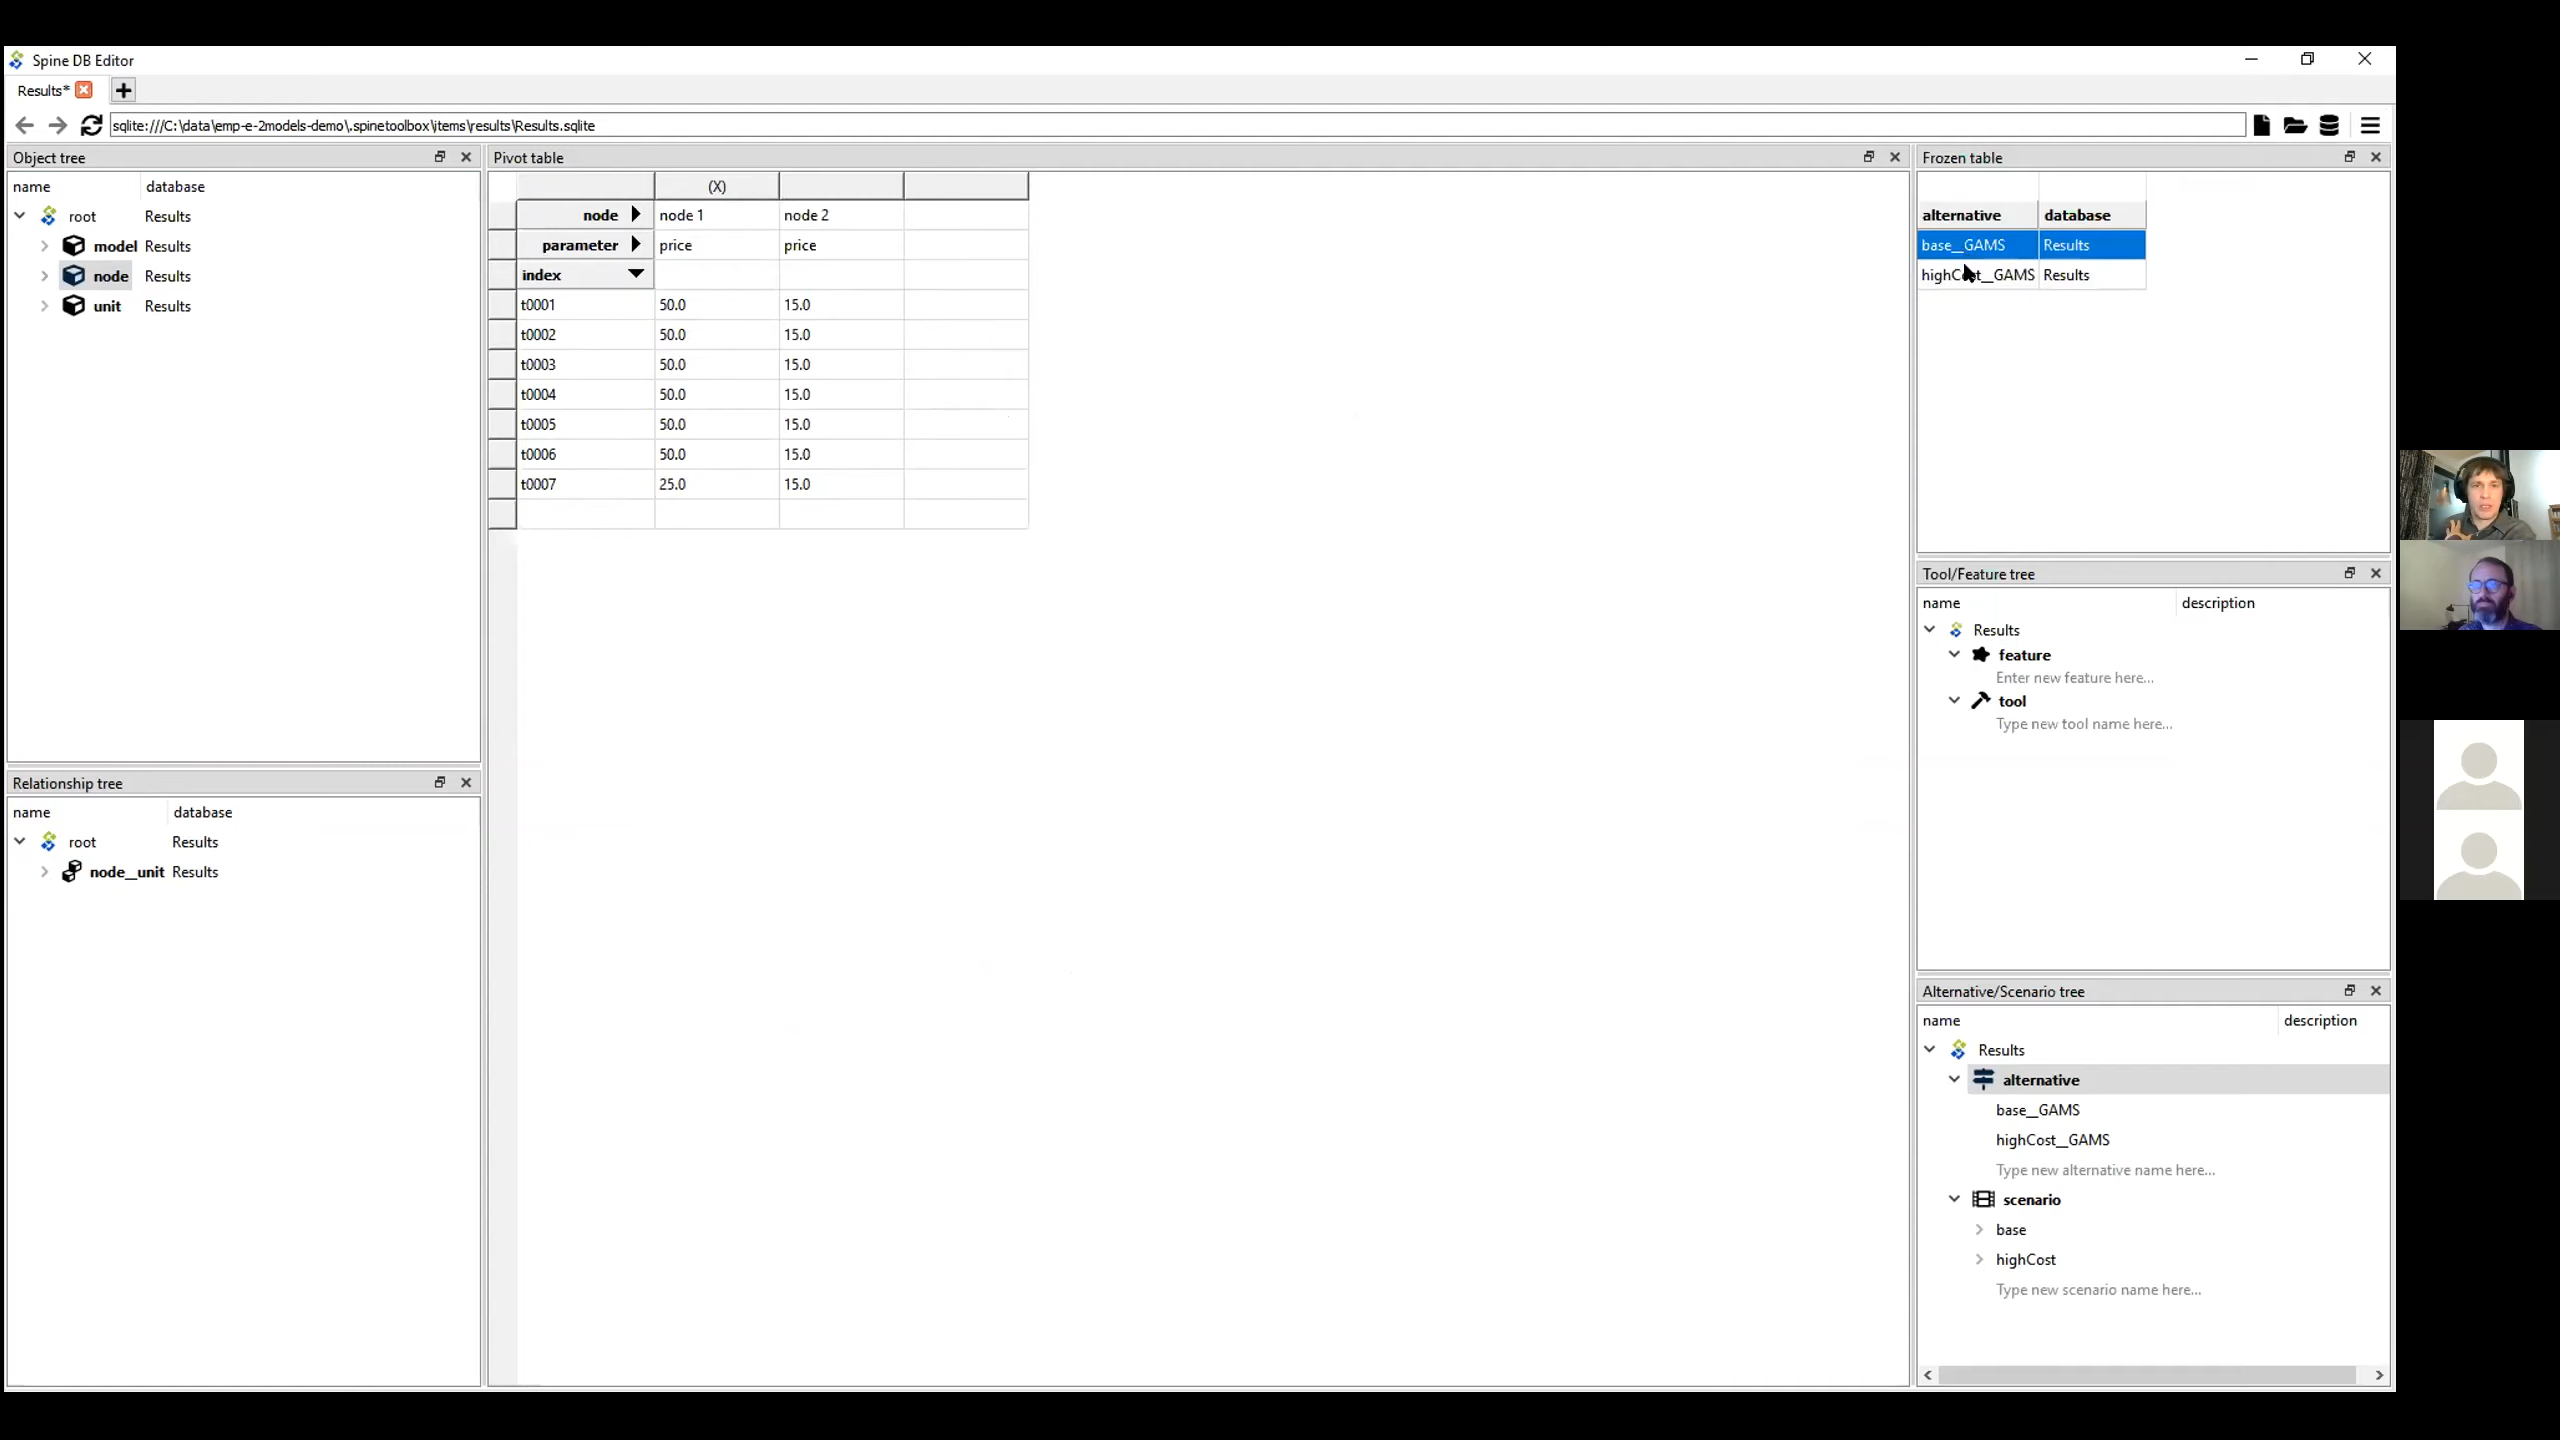 Spine DB Editor
Results*
sqlite:///C:\data\emp-e-2models-demo\.spinetoolbox\items\results\Results.sqlite
Object tree
name database
root Results
model Results
node Results
unit Results
Relationship tree
name database
root Results
node__unit Results
Pivot table
(X)
node node 1 node 2
parameter price price
index
t0001 50.0 15.0
t0002 50.0 15.0
t0003 50.0 15.0
t0004 50.0 15.0
t0005 50.0 15.0
t0006 50.0 15.0
t0007 25.0 15.0
Frozen table
alternative database
base__GAMS Results
highCost__GAMS Results
Tool/Feature tree
name description
Results
feature
Enter new feature here...
tool
Type new tool name here...
Alternative/Scenario tree
name description
Results
alternative
base__GAMS
highCost__GAMS
Type new alternative name here...
scenario
base
highCost
Type new scenario name here...